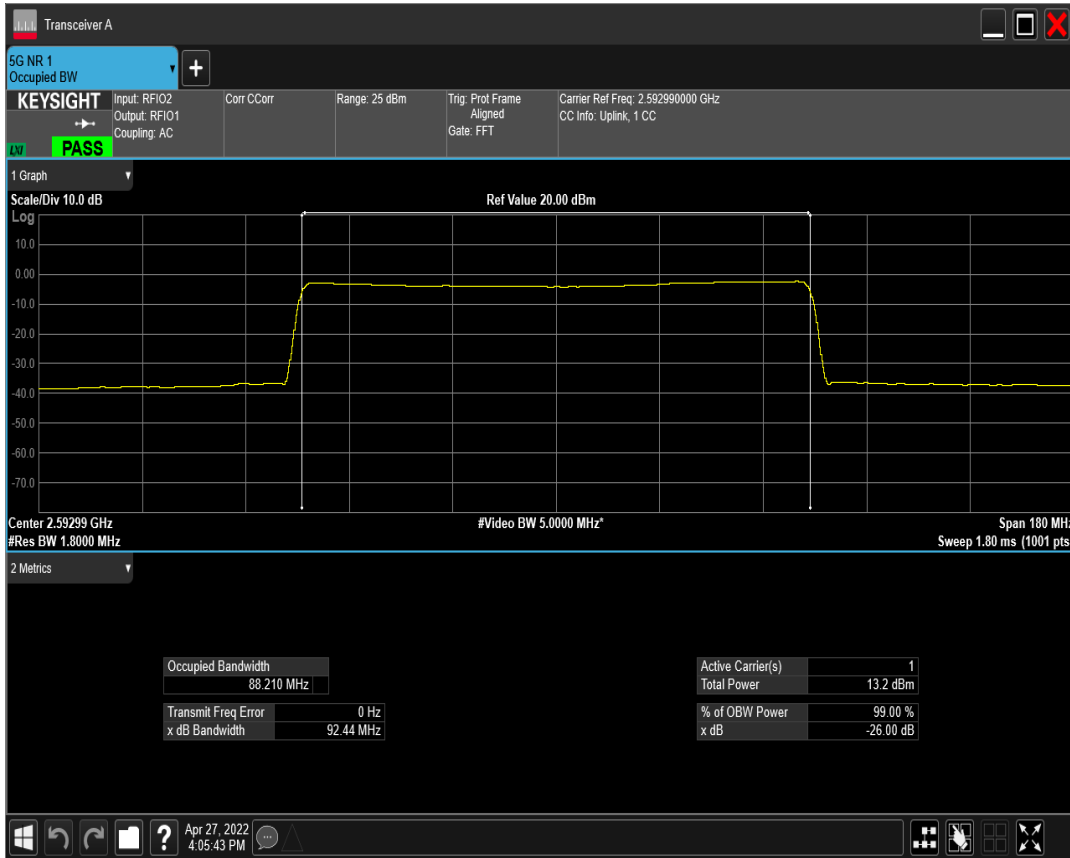 Transceiver A
5G NR 1
Occupied BW
+
KEYSIGHT
LXI
PASS
Input: RFIO2
Output: RFIO1
Coupling: AC
Corr CCorr
Range: 25 dBm
Trig: Prot Frame
Aligned
Gate: FFT
Carrier Ref Freq: 2.592990000 GHz
CC Info: Uplink, 1 CC
1 Graph
Scale/Div 10.0 dB
Ref Value 20.00 dBm
Log
10.0
0.00
-10.0
-20.0
-30.0
-40.0
-50.0
-60.0
-70.0
Center 2.59299 GHz
#Video BW 5.0000 MHz*
Span 180 MHz
#Res BW 1.8000 MHz
Sweep 1.80 ms (1001 pts
2 Metrics
Occupied Bandwidth
88.210 MHz
Transmit Freq Error 0 Hz
x dB Bandwidth 92.44 MHz
Active Carrier(s) 1
Total Power 13.2 dBm
% of OBW Power 99.00 %
x dB -26.00 dB
?
Apr 27, 2022
4:05:43 PM